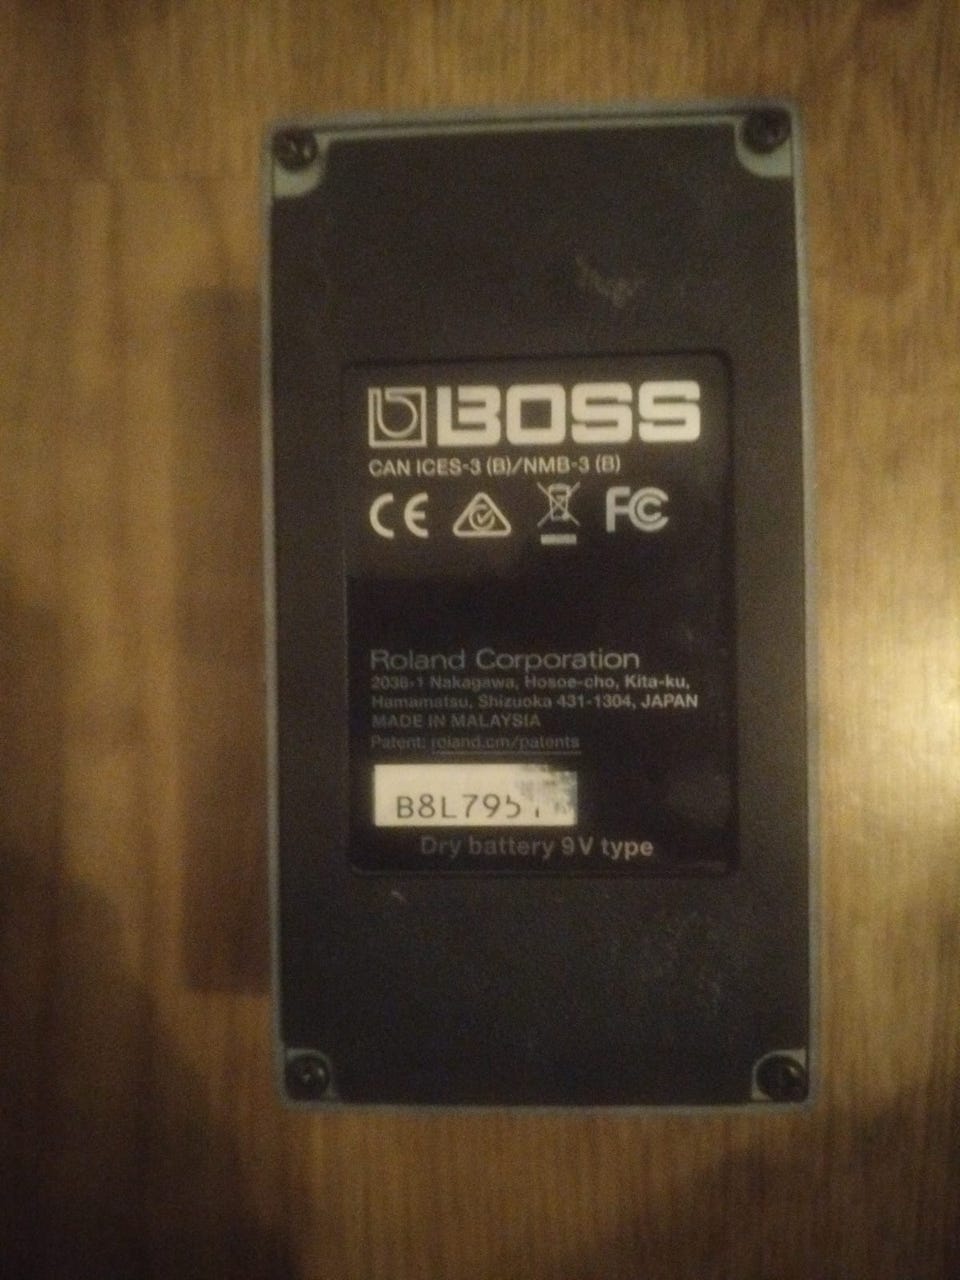 BOSS
CAN ICES-3 (B)/NMB-3 (B)
CE FC
Roland Corporation
2036-1 Nakagawa, Hosoe-cho, Kita-ku,
Hamamatsu, Shizuoka 431-1304, JAPAN
MADE IN MALAYSIA
Patent: roland.cm/patents
Dry battery 9V type